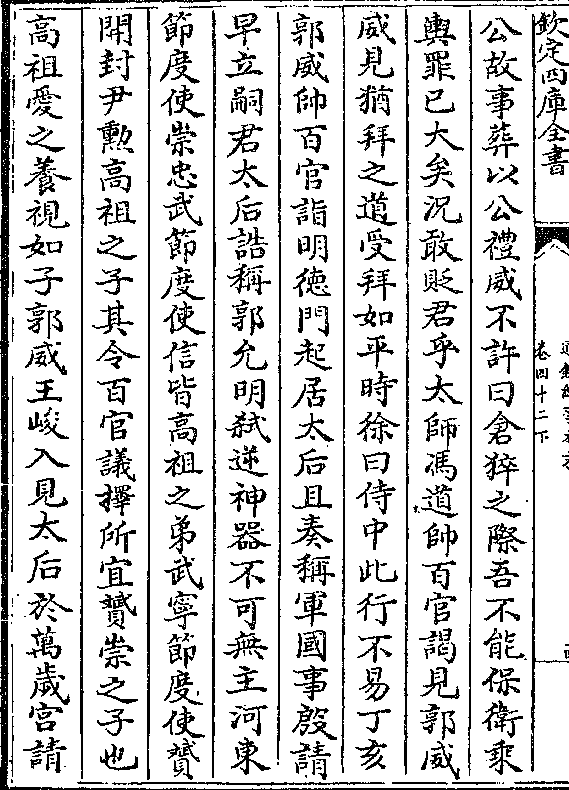 欽定四庫全書
卷四十二下
公故事葬以公禮威不許曰倉猝之際吾不能保衛乘
輿罪已大矣況敢貶君乎太師馮道帥百官謁見郭威
威見猶拜之道受拜如平時徐曰侍中此行不易丁亥
郭威帥百官詣明德門起居太后且奏稱軍國事殷請
早立嗣君太后誥稱郭允明弑逆神器不可無主河東
節度使崇忠武節度使信皆高祖之弟武寧節度使贇
開封尹勲高祖之子其令百官議擇所宜贇崇之子也
高祖愛之養視如子郭威王峻入見太后於萬歲宮請